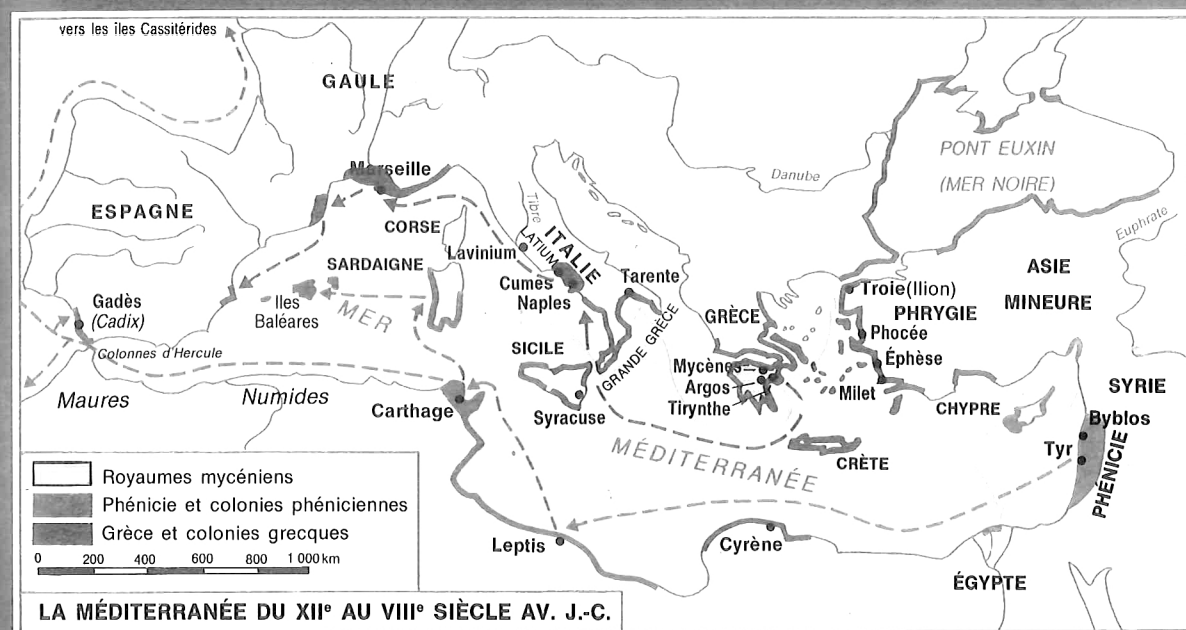 vers les îles Cassitérides
GAULE
Marseille
ESPAGNE
CORSE
SARDAIGNE
Iles
Baléares
MER
Gadès
(Cadix)
Colonnes d'Hercule
Maures
Numides
Carthage
Tibre
LATIUM
ITALIE
Lavinium
Cumes
Naples
Tarente
SICILE
GRANDE GRÈCE
Syracuse
MÉDITERRANÉE
Danube
PONT EUXIN
(MER NOIRE)
Euphrate
ASIE
MINEURE
Troie (Ilion)
PHRYGIE
Phocée
Éphèse
Milet
GRÈCE
Mycènes
Argos
Tirynthe
CRÈTE
CHYPRE
SYRIE
Byblos
Tyr
PHÉNICIE
Leptis
Cyrène
ÉGYPTE
Royaumes mycéniens
Phénicie et colonies phéniciennes
Grèce et colonies grecques
0 200 400 600 800 1 000 km
LA MÉDITERRANÉE DU XIIe AU VIIIe SIÈCLE AV. J.-C.